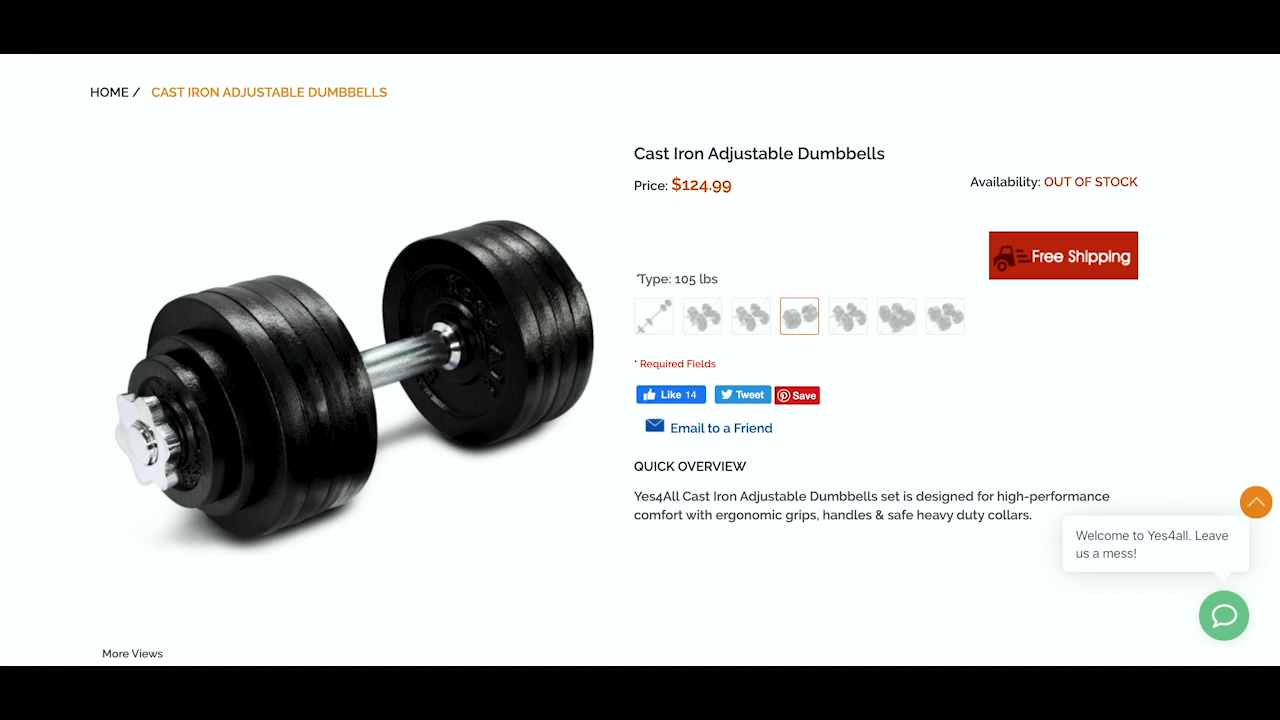 HOME / CAST IRON ADJUSTABLE DUMBBELLS
Cast Iron Adjustable Dumbbells
Price: $124.99
Availability: OUT OF STOCK
Free Shipping
*Type: 105 lbs
* Required Fields
Like 14
Tweet
Save
Email to a Friend
QUICK OVERVIEW
Yes4All Cast Iron Adjustable Dumbbells set is designed for high-performance
comfort with ergonomic grips, handles & safe heavy duty collars.
Welcome to Yes4all. Leave
us a mess!
More Views